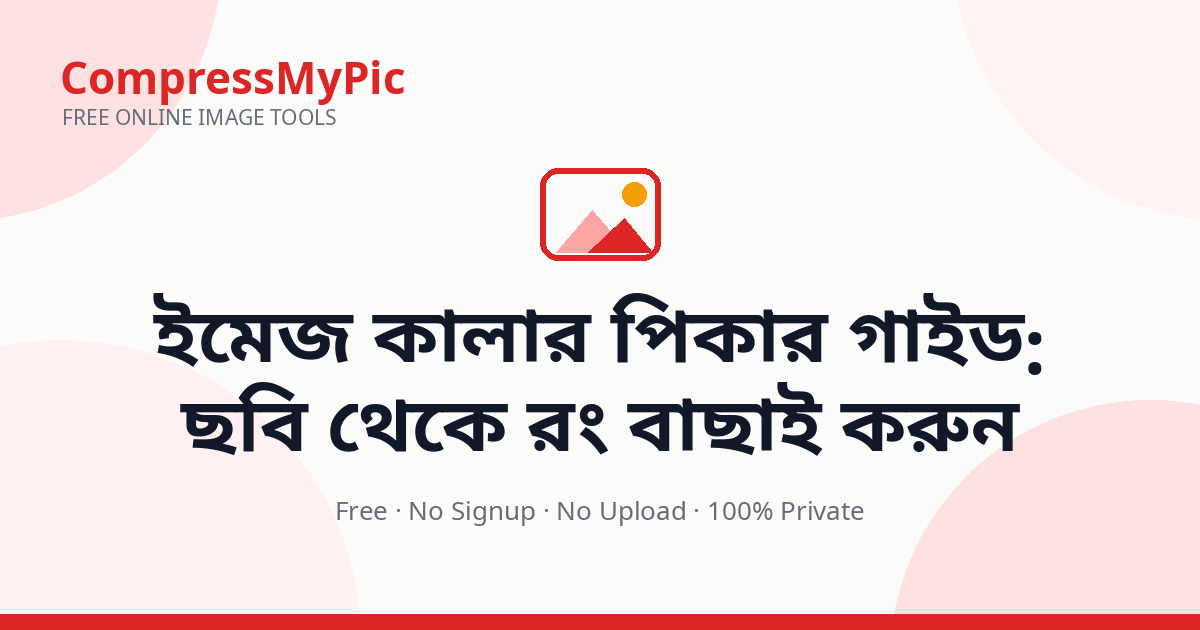 CompressMyPic
FREE ONLINE IMAGE TOOLS
ইমেজ কালার পিকার গাইড:
ছবি থেকে রং বাছাই করুন
Free · No Signup · No Upload · 100% Private